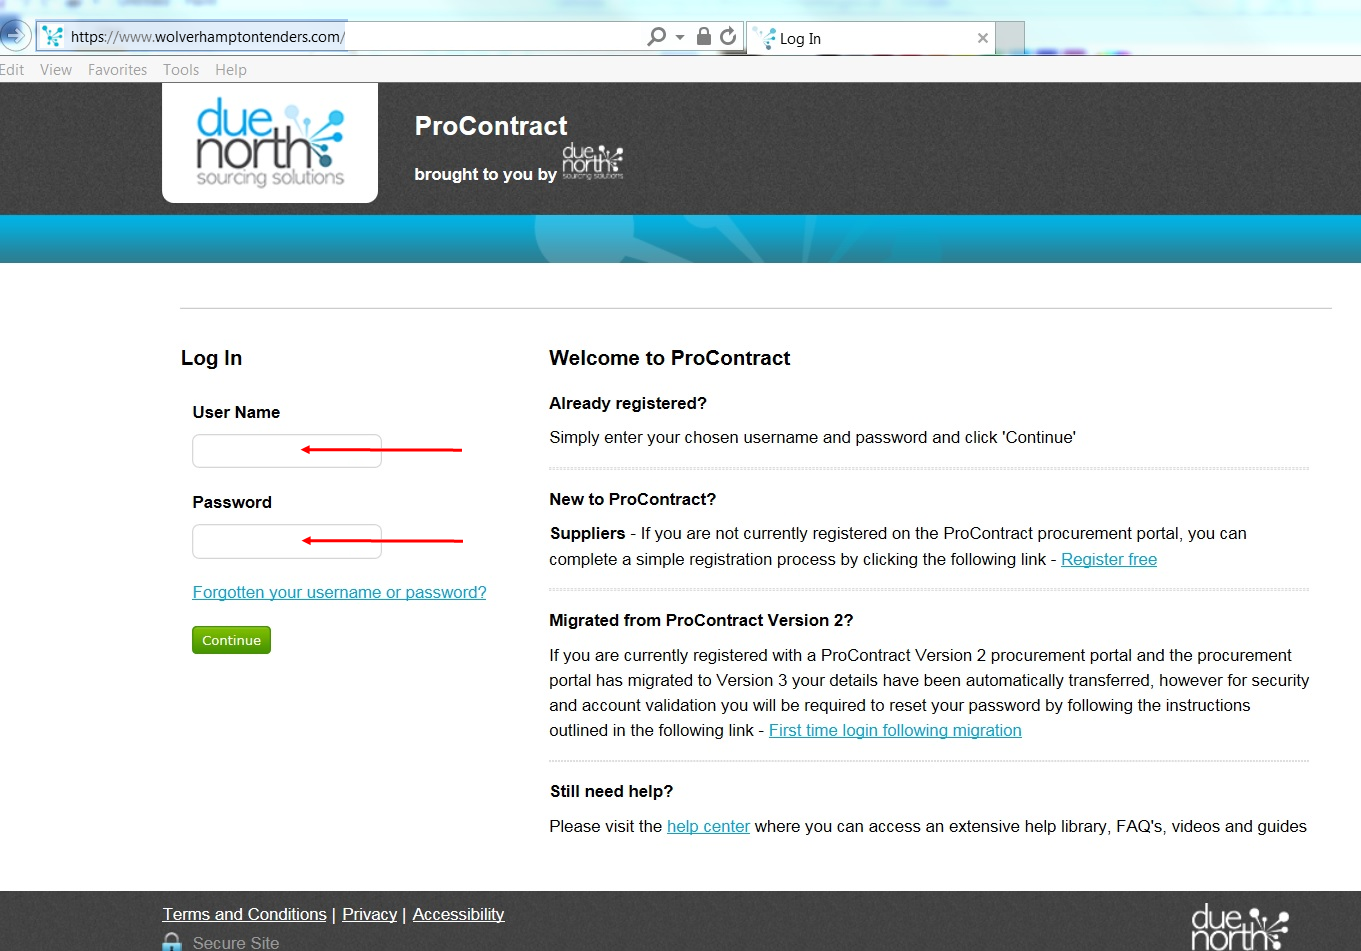 https://www.wolverhamptontenders.com/
Log In
Edit View Favorites Tools Help
due
north
sourcing solutions
ProContract
brought to you by due north sourcing solutions
Log In
User Name
Password
Forgotten your username or password?
Continue
Welcome to ProContract
Already registered?
Simply enter your chosen username and password and click 'Continue'
New to ProContract?
Suppliers - If you are not currently registered on the ProContract procurement portal, you can
complete a simple registration process by clicking the following link - Register free
Migrated from ProContract Version 2?
If you are currently registered with a ProContract Version 2 procurement portal and the procurement
portal has migrated to Version 3 your details have been automatically transferred, however for security
and account validation you will be required to reset your password by following the instructions
outlined in the following link - First time login following migration
Still need help?
Please visit the help center where you can access an extensive help library, FAQ's, videos and guides
Terms and Conditions | Privacy | Accessibility
Secure Site
due
north